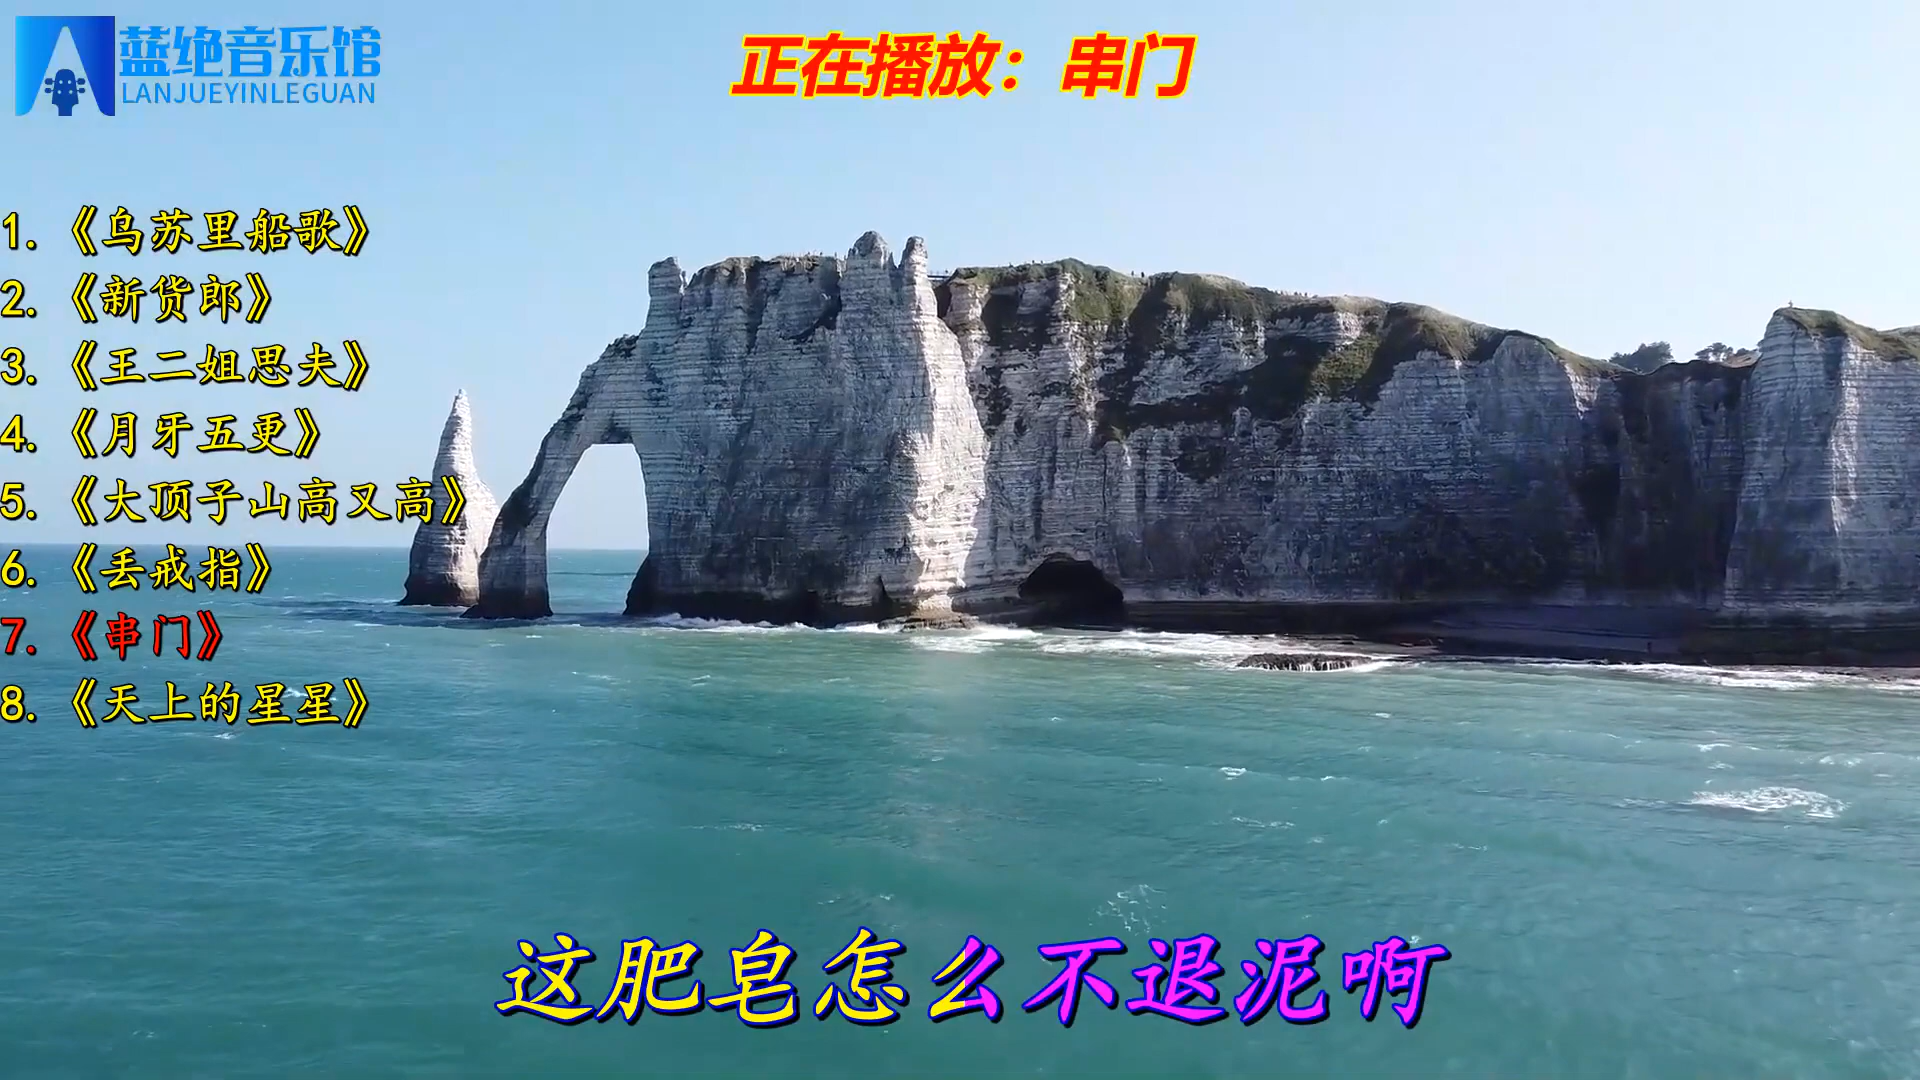 蓝绝音乐馆
LANJUEYINLEGUAN
正在播放：串门
1.《乌苏里船歌》
2.《新货郎》
3.《王二姐思夫》
4.《月牙五更》
5.《大顶子山高又高》
6.《丢戒指》
7.《串门》
8.《天上的星星》
这肥皂怎么不退泥啊